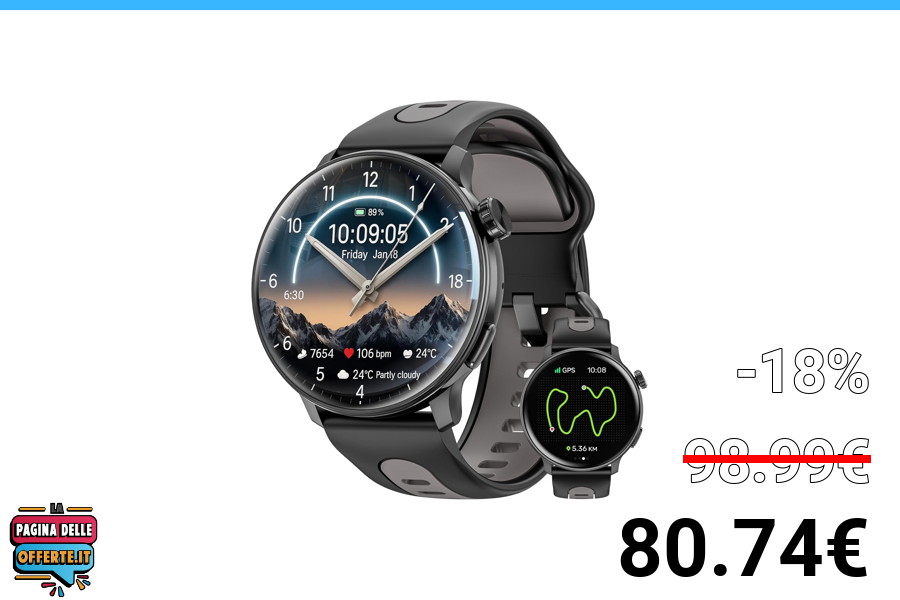 12
11
1
10
2
89%
10:09:05
Friday Jan 18
6
18
6:30
6
7654
106 bpm
24°C
5
24°C Partly cloudy
4
GPS
10:08
5.36 KM
-18%
98.99€
80.74€
LA
PAGINA DELLE
OFFERTE.IT